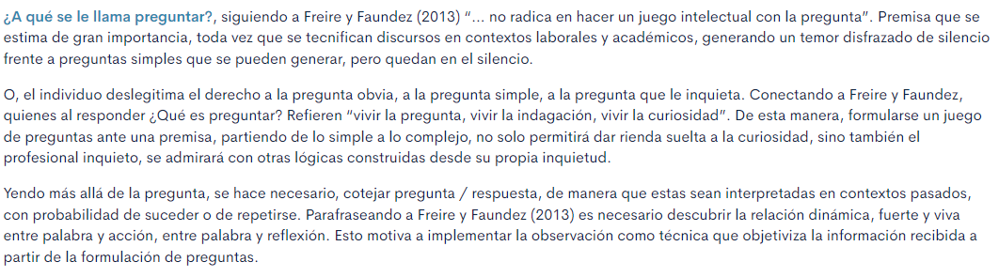 ¿A qué se le llama preguntar?, siguiendo a Freire y Faundez (2013) “... no radica en hacer un juego intelectual con la pregunta”. Premisa que se
estima de gran importancia, toda vez que se tecnifican discursos en contextos laborales y académicos, generando un temor disfrazado de silencio
frente a preguntas simples que se pueden generar, pero quedan en el silencio.
O, el individuo deslegitima el derecho a la pregunta obvia, a la pregunta simple, a la pregunta que le inquieta. Conectando a Freire y Faundez,
quienes al responder ¿Qué es preguntar? Refieren “vivir la pregunta, vivir la indagación, vivir la curiosidad”. De esta manera, formularse un juego
de preguntas ante una premisa, partiendo de lo simple a lo complejo, no solo permitirá dar rienda suelta a la curiosidad, sino también el
profesional inquieto, se admirará con otras lógicas construidas desde su propia inquietud.
Yendo más allá de la pregunta, se hace necesario, cotejar pregunta / respuesta, de manera que estas sean interpretadas en contextos pasados,
con probabilidad de suceder o de repetirse. Parafraseando a Freire y Faundez (2013) es necesario descubrir la relación dinámica, fuerte y viva
entre palabra y acción, entre palabra y reflexión. Esto motiva a implementar la observación como técnica que objetiviza la información recibida a
partir de la formulación de preguntas.